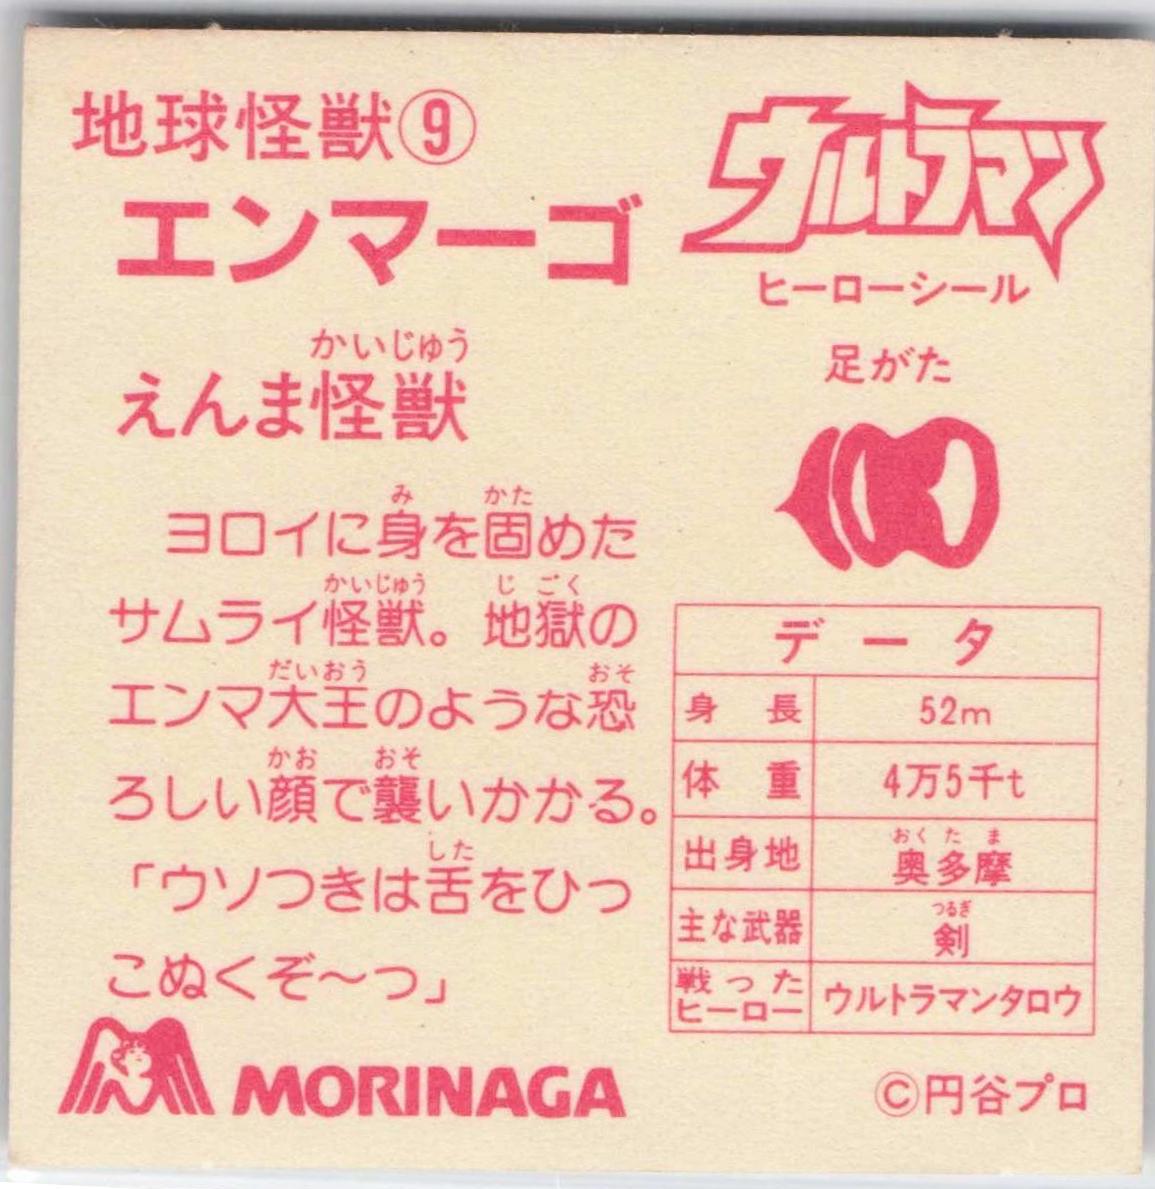 地球怪獣⑨
エンマーゴ
かいじゅう
えんま怪獣
み かた
ヨロイに身を固めた
かいじゅう じごく
サムライ怪獣。地獄の
だいおう おそ
エンマ大王のような恐
かお おそ
ろしい顔で襲いかかる。
した
「ウソつきは舌をひっ
こぬくぞ〜っ」
MORINAGA
ウルトラマン
ヒーローシール
足がた
データ
身長 52m
体重 4万5千t
おくたま
出身地 奥多摩
つるぎ
主な武器 剣
戦った
ヒーロー ウルトラマンタロウ
©円谷プロ